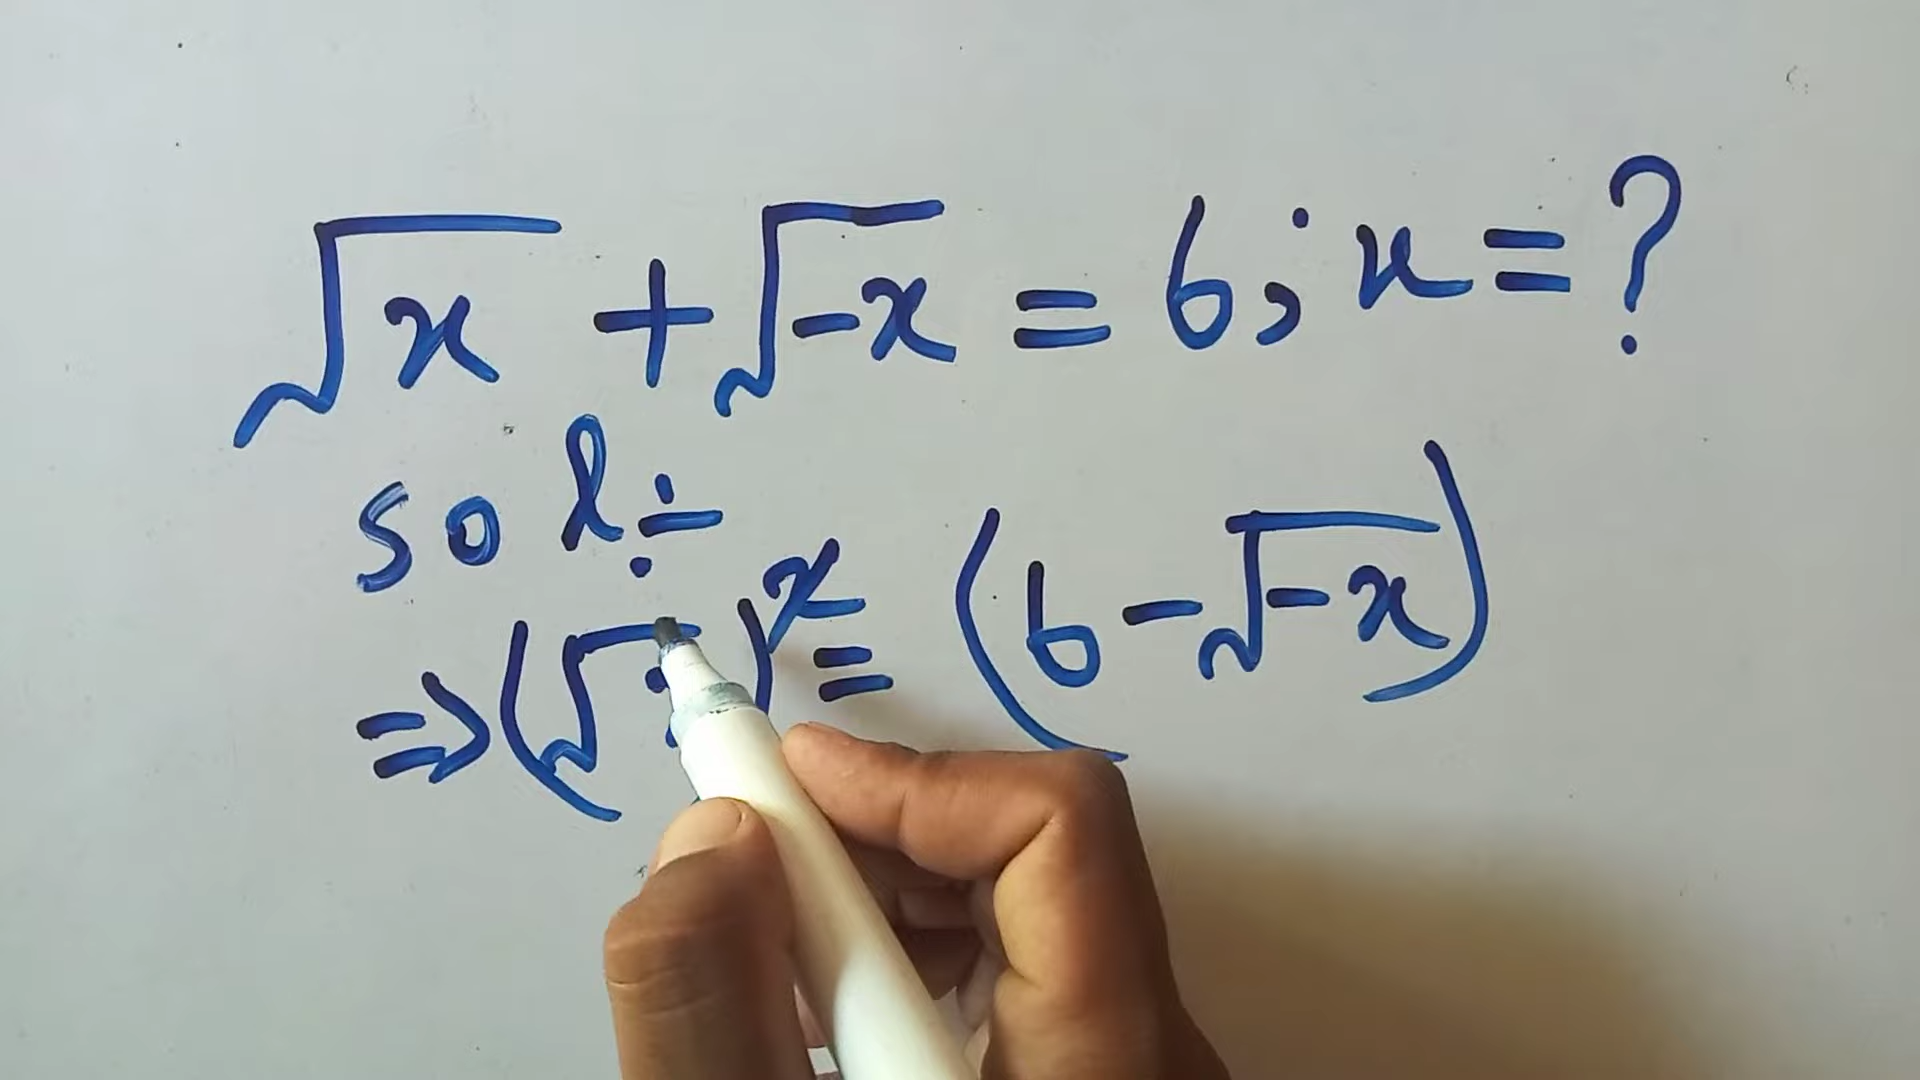 √x + √-x = 6; x = ?
sol÷
⇒(√ )² = (6-√-x)